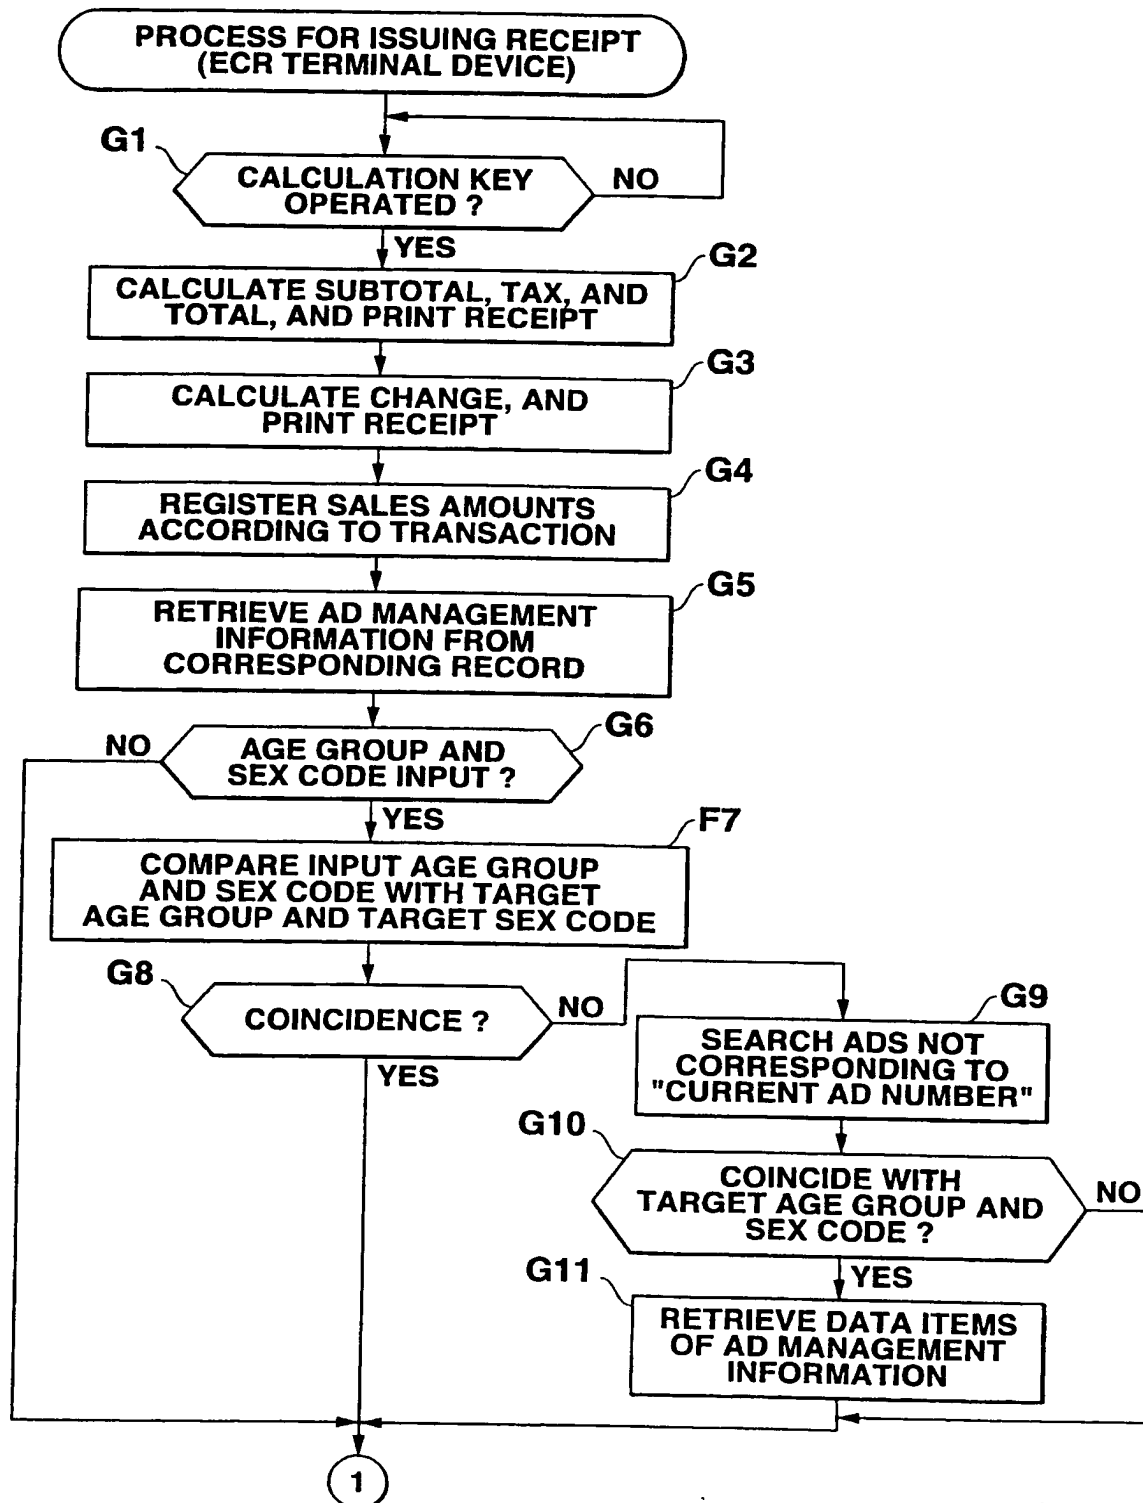 PROCESS FOR ISSUING RECEIPT
(ECR TERMINAL DEVICE)
G1
CALCULATION KEY
OPERATED ?
NO
YES
G2
CALCULATE SUBTOTAL, TAX, AND
TOTAL, AND PRINT RECEIPT
G3
CALCULATE CHANGE, AND
PRINT RECEIPT
G4
REGISTER SALES AMOUNTS
ACCORDING TO TRANSACTION
G5
RETRIEVE AD MANAGEMENT
INFORMATION FROM
CORRESPONDING RECORD
G6
NO
AGE GROUP AND
SEX CODE INPUT ?
YES
F7
COMPARE INPUT AGE GROUP
AND SEX CODE WITH TARGET
AGE GROUP AND TARGET SEX CODE
G8
COINCIDENCE ?
NO
YES
G9
SEARCH ADS NOT
CORRESPONDING TO
"CURRENT AD NUMBER"
G10
COINCIDE WITH
TARGET AGE GROUP AND
SEX CODE ?
NO
YES
G11
RETRIEVE DATA ITEMS
OF AD MANAGEMENT
INFORMATION
1